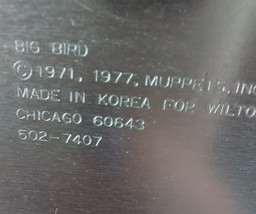 BIG BIRD
©1971, 1977, MUPPETS, INC
MADE IN KOREA FOR WILTO
CHICAGO 60643
502-7407